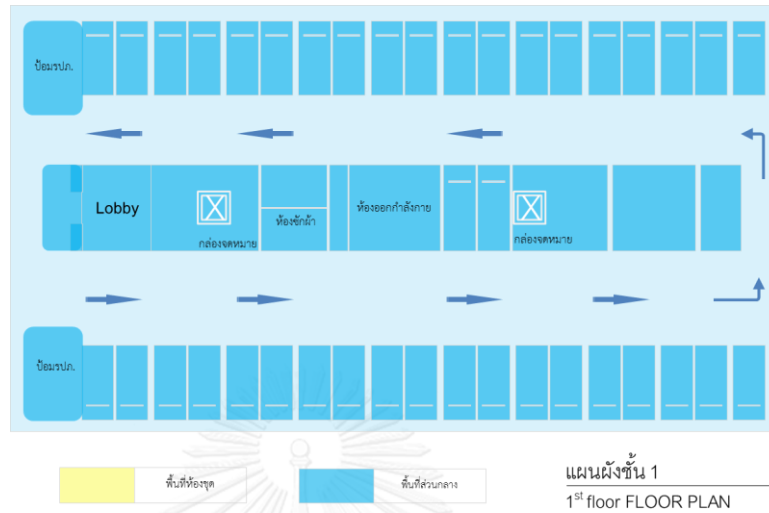 ป้อมรปภ.
Lobby
กล่องจดหมาย
ห้องซักผ้า
ห้องออกกำลังกาย
กล่องจดหมาย
ป้อมรปภ.
พื้นที่ห้องชุด
พื้นที่ส่วนกลาง
แผนผังชั้น 1
1st floor FLOOR PLAN